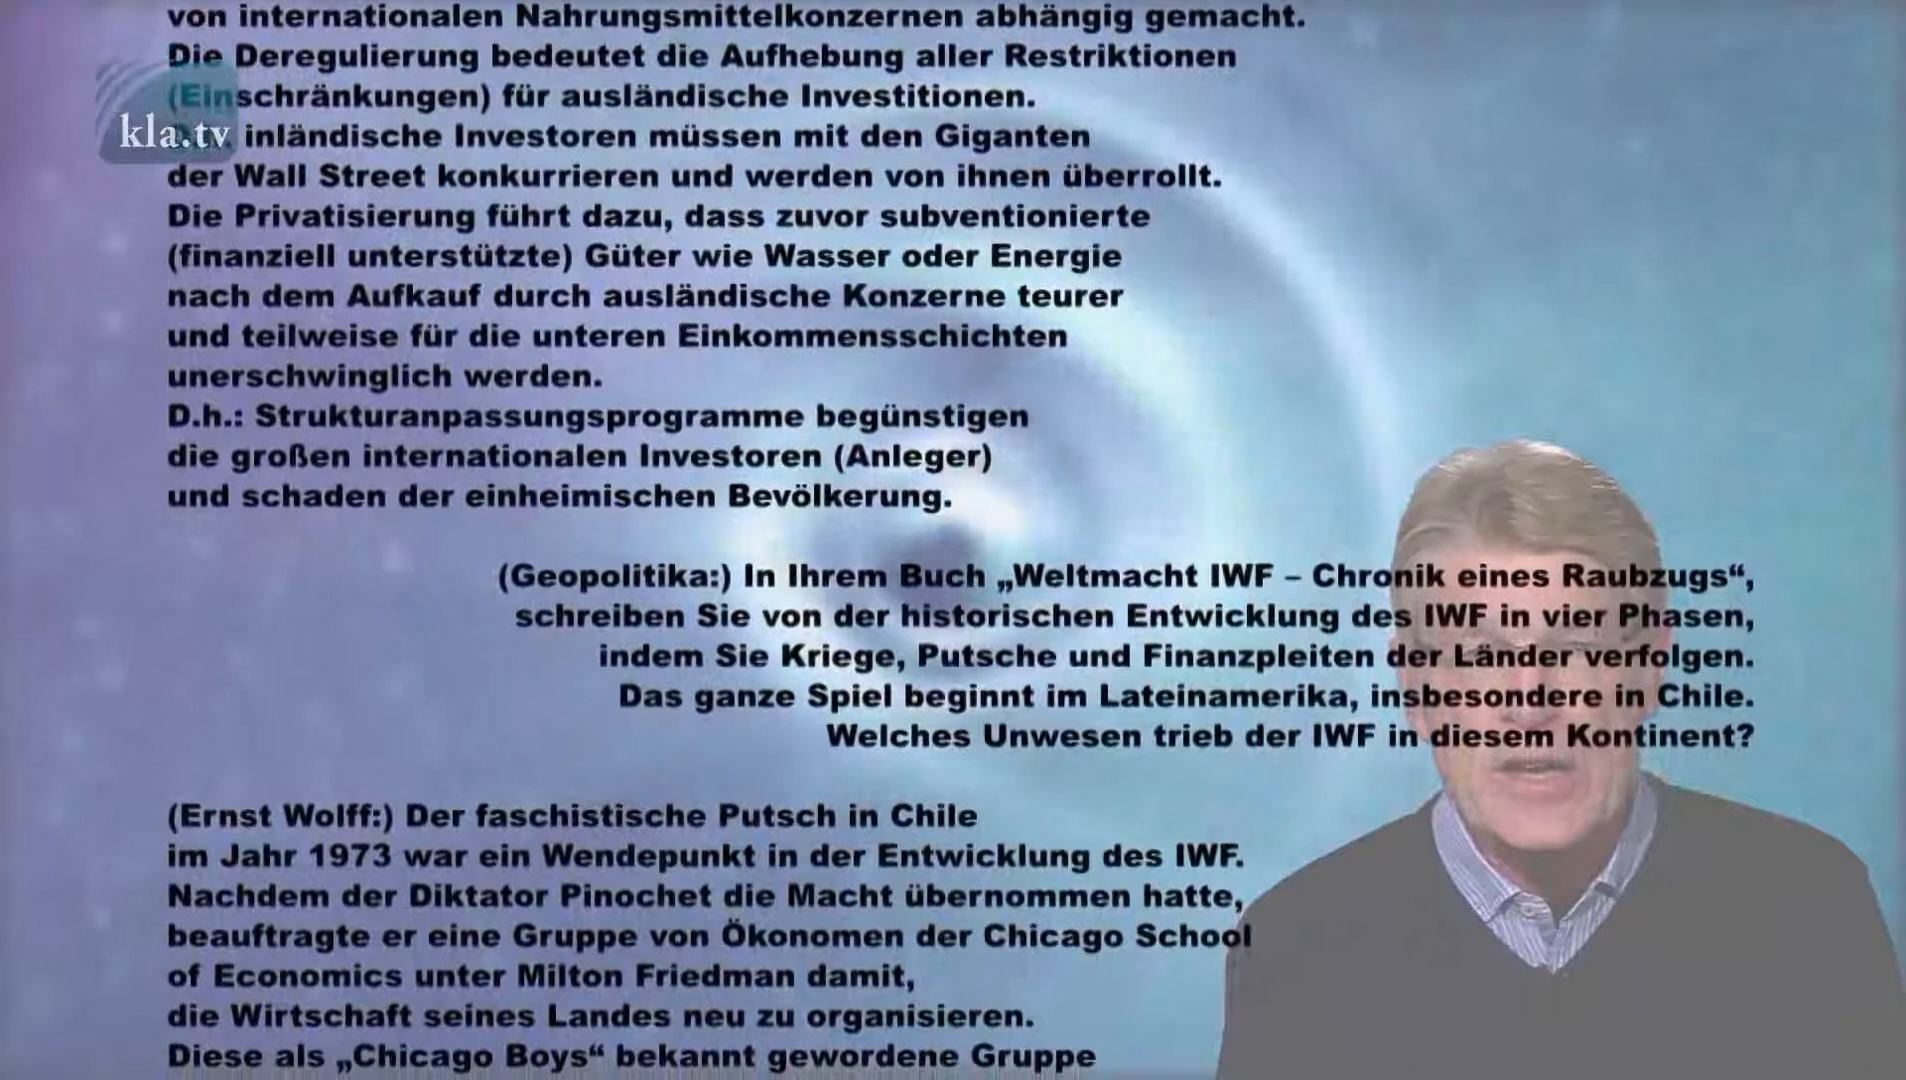 von internationalen Nahrungsmittelkonzernen abhängig gemacht.
Die Deregulierung bedeutet die Aufhebung aller Restriktionen
(Einschränkungen) für ausländische Investitionen.
kla.tv
inländische Investoren müssen mit den Giganten
der Wall Street konkurrieren und werden von ihnen überrollt.
Die Privatisierung führt dazu, dass zuvor subventionierte
(finanziell unterstützte) Güter wie Wasser oder Energie
nach dem Aufkauf durch ausländische Konzerne teurer
und teilweise für die unteren Einkommensschichten
unerschwinglich werden.
D.h.: Strukturanpassungsprogramme begünstigen
die großen internationalen Investoren (Anleger)
und schaden der einheimischen Bevölkerung.
(Geopolitika:) In Ihrem Buch „Weltmacht IWF – Chronik eines Raubzugs“,
schreiben Sie von der historischen Entwicklung des IWF in vier Phasen,
indem Sie Kriege, Putsche und Finanzpleiten der Länder verfolgen.
Das ganze Spiel beginnt im Lateinamerika, insbesondere in Chile.
Welches Unwesen trieb der IWF in diesem Kontinent?
(Ernst Wolff:) Der faschistische Putsch in Chile
im Jahr 1973 war ein Wendepunkt in der Entwicklung des IWF.
Nachdem der Diktator Pinochet die Macht übernommen hatte,
beauftragte er eine Gruppe von Ökonomen der Chicago School
of Economics unter Milton Friedman damit,
die Wirtschaft seines Landes neu zu organisieren.
Diese als „Chicago Boys“ bekannt gewordene Gruppe